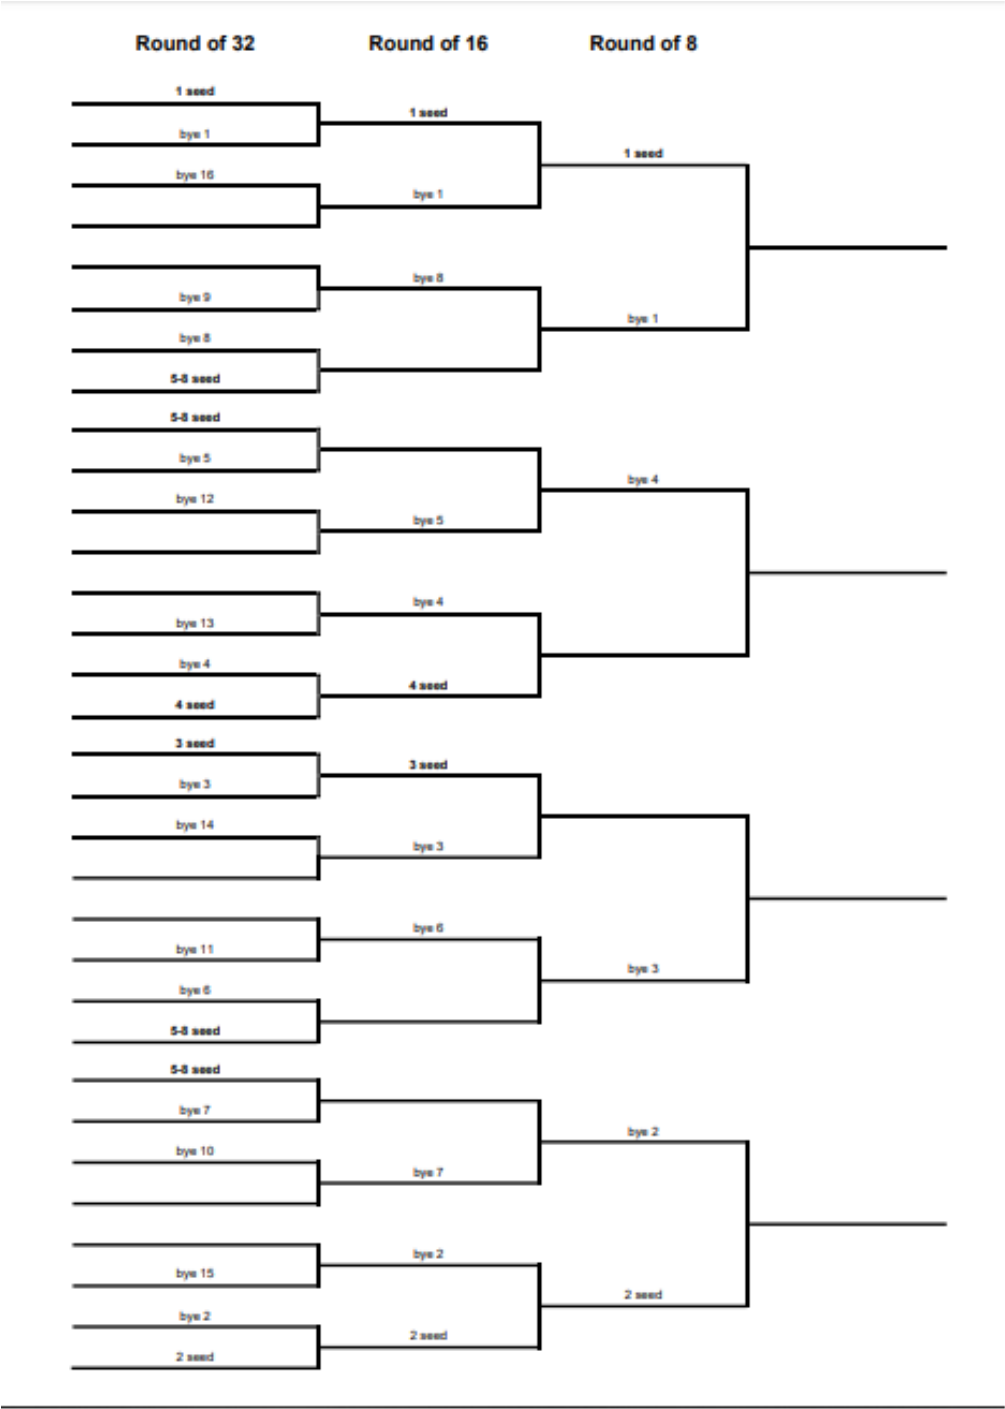 Round of 32
Round of 16
Round of 8
1 seed
bye 1
bye 16
bye 9
bye 8
5-8 seed
5-8 seed
bye 5
bye 12
bye 13
bye 4
4 seed
3 seed
bye 3
bye 14
bye 11
bye 6
5-8 seed
5-8 seed
bye 7
bye 10
bye 15
bye 2
2 seed
1 seed
bye 1
bye 8
bye 5
bye 4
4 seed
3 seed
bye 3
bye 6
bye 7
bye 2
2 seed
1 seed
bye 1
bye 4
bye 3
bye 2
2 seed